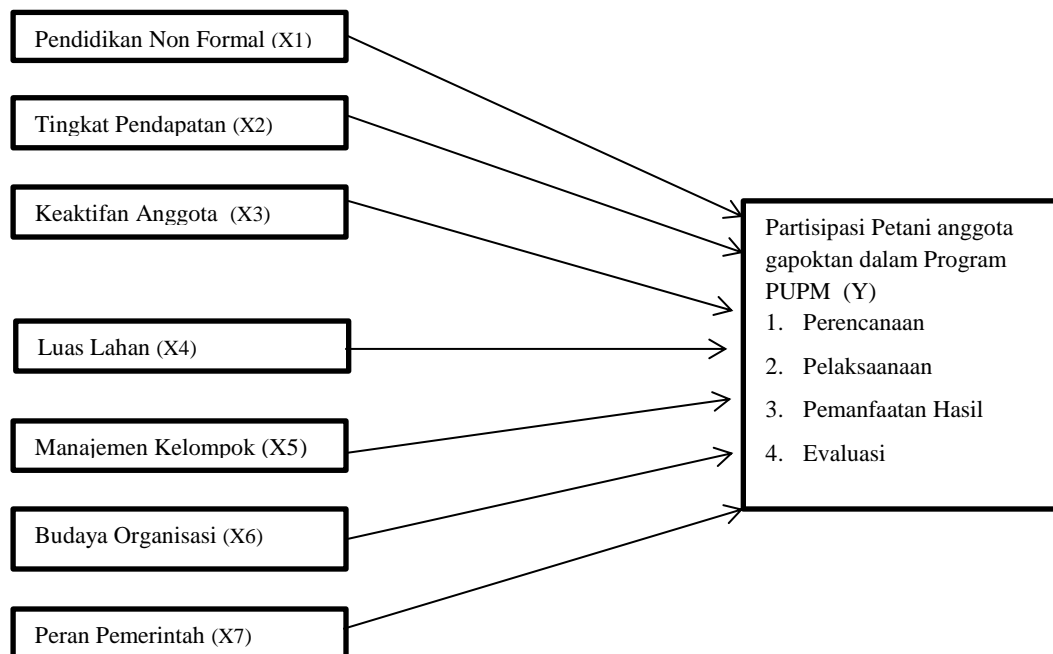 Pendidikan Non Formal (X1)
Tingkat Pendapatan (X2)
Keaktifan Anggota (X3)
Luas Lahan (X4)
Manajemen Kelompok (X5)
Budaya Organisasi (X6)
Peran Pemerintah (X7)
Partisipasi Petani anggota
gapoktan dalam Program
PUPM (Y)
1. Perencanaan
2. Pelaksaanaan
3. Pemanfaatan Hasil
4. Evaluasi